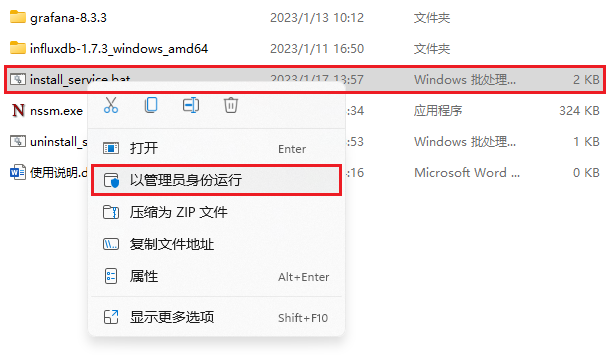 grafana-8.3.3 2023/1/13 10:12 文件夹
influxdb-1.7.3_windows_amd64 2023/1/11 16:50 文件夹
install_service.bat 2023/1/17 13:57 Windows 批处理... 2 KB
nssm.exe :34 应用程序 324 KB
uninstall_s :53 Windows 批处理... 1 KB
使用说明.d :16 Microsoft Word ... 0 KB
打开 Enter
以管理员身份运行
压缩为 ZIP 文件
复制文件地址
属性 Alt+Enter
显示更多选项 Shift+F10